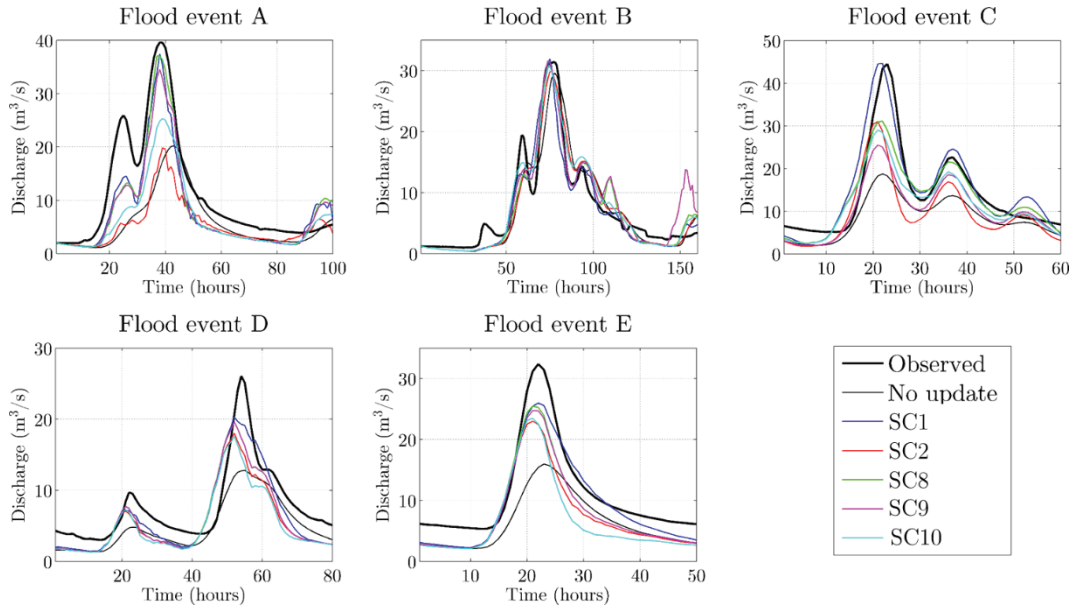 Flood event A
Discharge (m³/s)
40
30
20
10
0
20 40 60 80 100
Time (hours)
Flood event B
Discharge (m³/s)
30
20
10
0
50 100 150
Time (hours)
Flood event C
Discharge (m³/s)
50
40
30
20
10
0
1 10 20 30 40 50 60
Time (hours)
Flood event D
Discharge (m³/s)
30
20
10
0
20 40 60 80
Time (hours)
Flood event E
Discharge (m³/s)
30
20
10
0
10 20 30 40 50
Time (hours)
Observed
No update
SC1
SC2
SC8
SC9
SC10